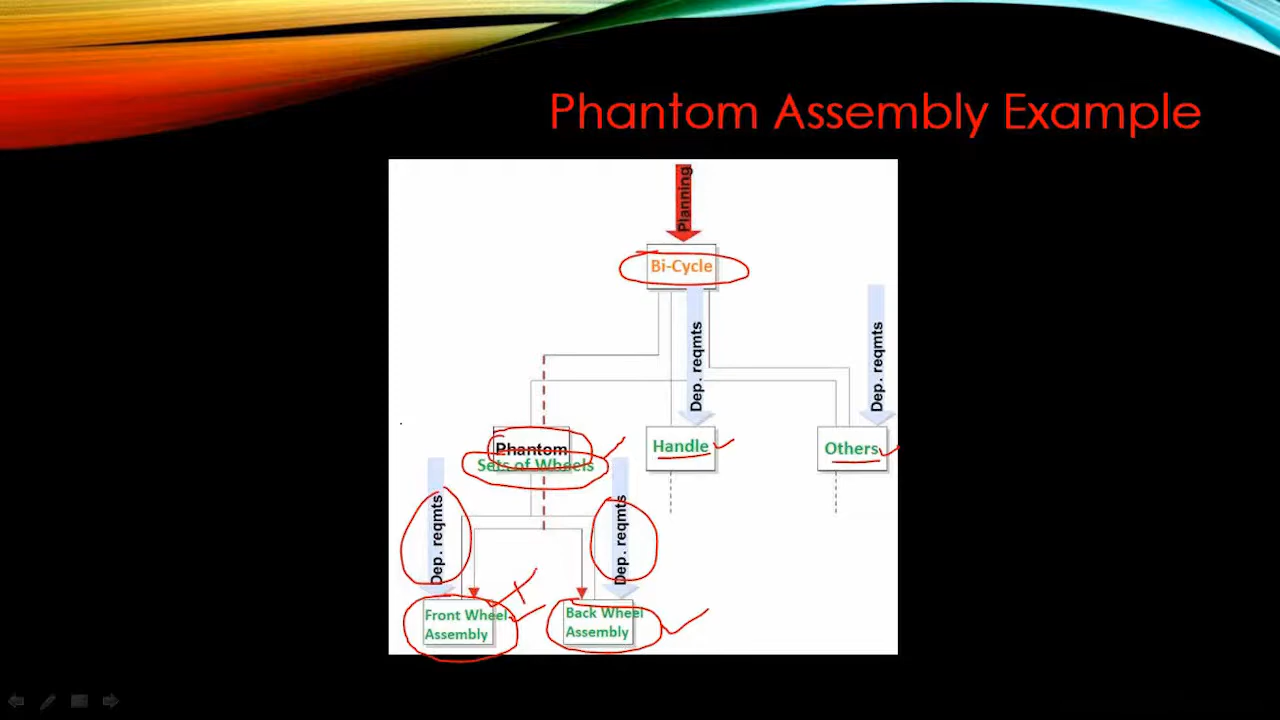 Phantom Assembly Example
Planning
Bi-Cycle
Dep. reqmts
Dep. reqmts
Phantom
Sets of Wheels
Handle
Others
Dep. reqmts
Dep. reqmts
Front Wheel
Assembly
Back Wheel
Assembly